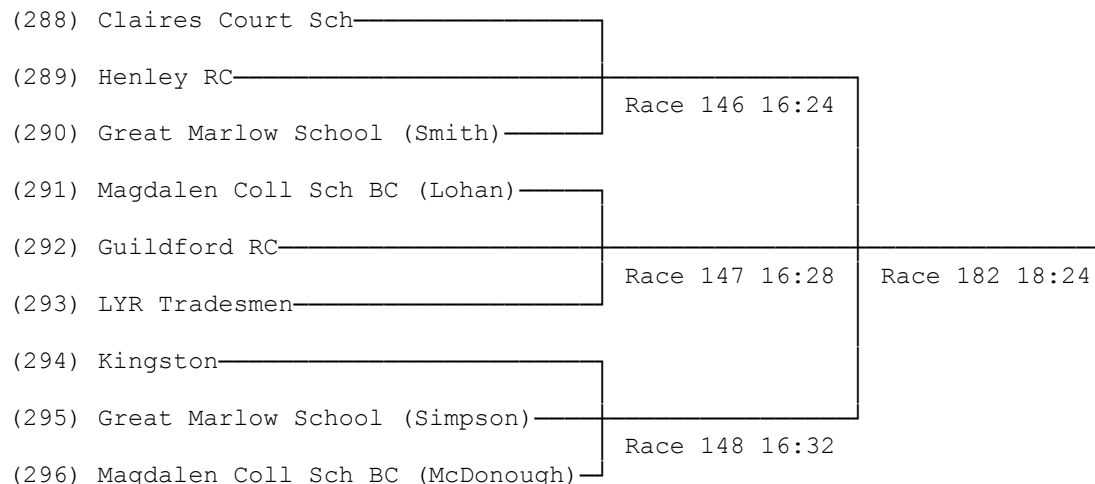 (288) Claires Court Sch
(289) Henley RC
Race 146 16:24
(290) Great Marlow School (Smith)
(291) Magdalen Coll Sch BC (Lohan)
(292) Guildford RC
Race 147 16:28 Race 182 18:24
(293) LYR Tradesmen
(294) Kingston
(295) Great Marlow School (Simpson)
Race 148 16:32
(296) Magdalen Coll Sch BC (McDonough)